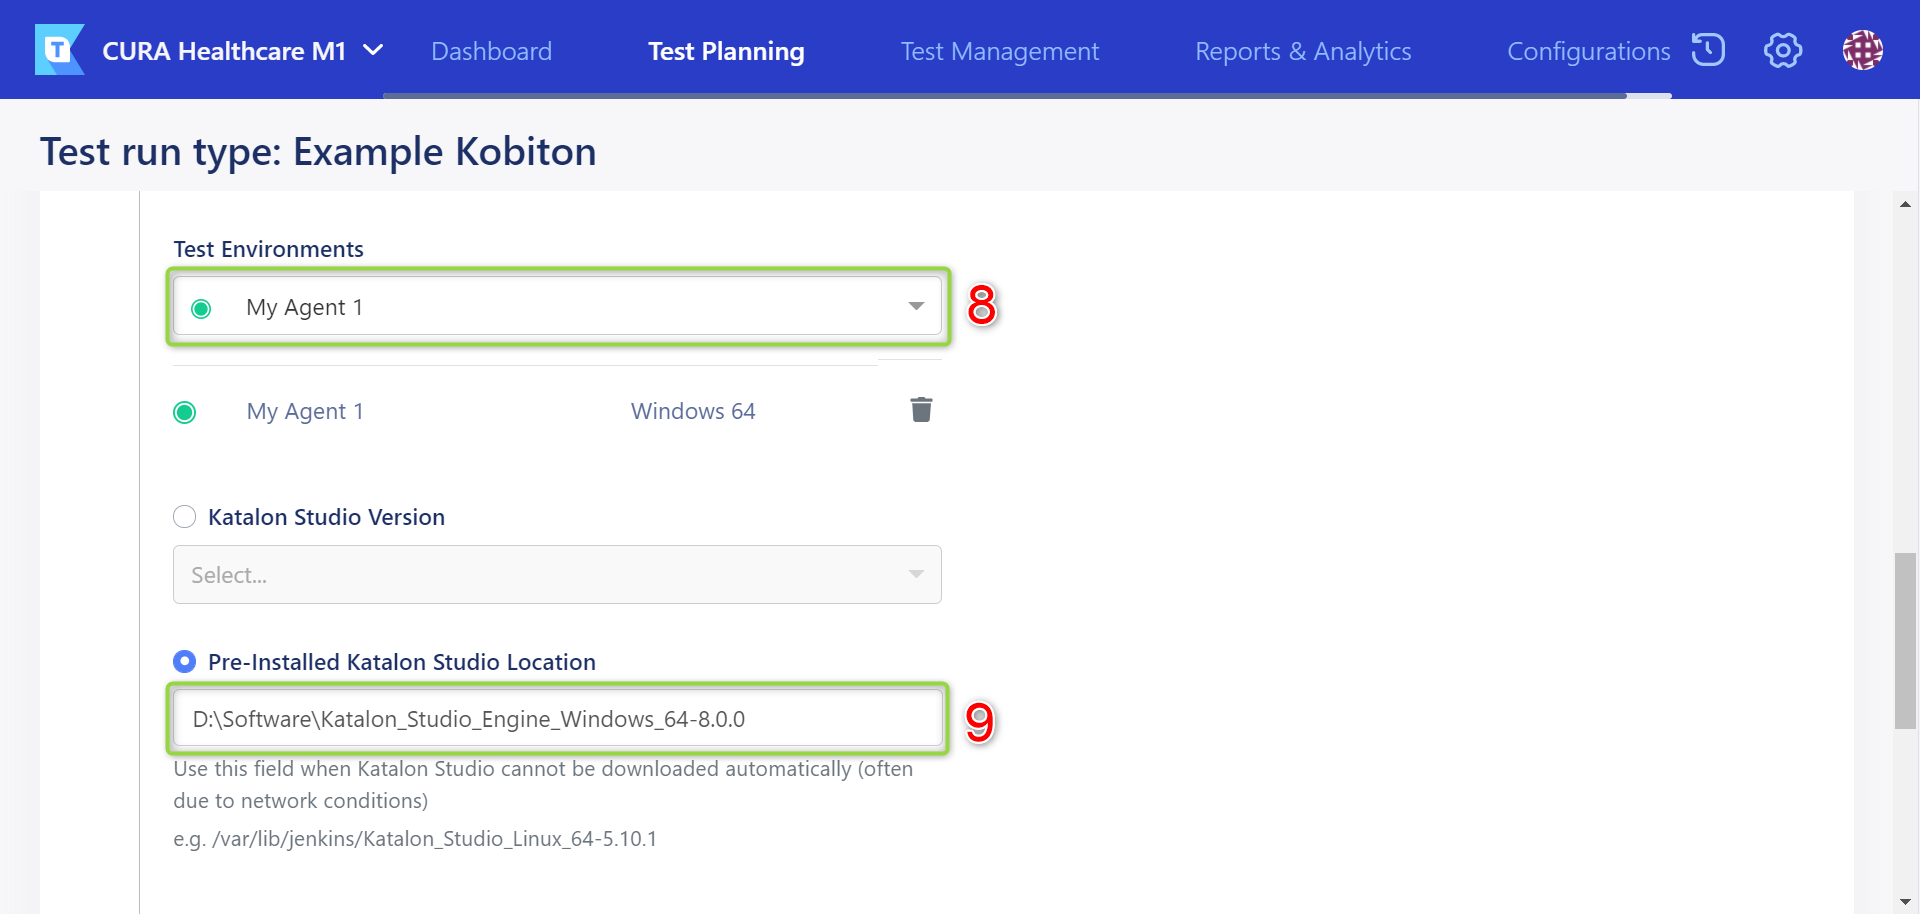 T
CURA Healthcare M1
Dashboard
Test Planning
Test Management
Reports & Analytics
Configurations
Test run type: Example Kobiton
Test Environments
My Agent 1
8
My Agent 1
Windows 64
Katalon Studio Version
Select...
Pre-Installed Katalon Studio Location
D:\Software\Katalon_Studio_Engine_Windows_64-8.0.0
9
Use this field when Katalon Studio cannot be downloaded automatically (often
due to network conditions)
e.g. /var/lib/jenkins/Katalon_Studio_Linux_64-5.10.1